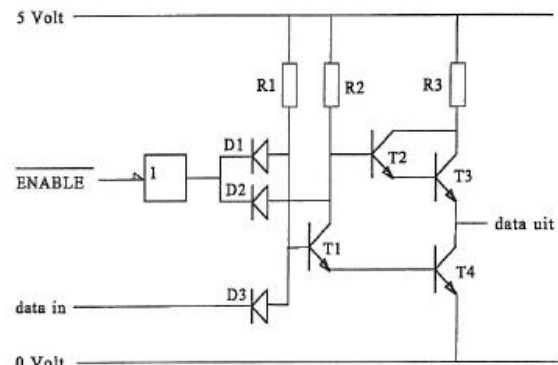 5 Volt
R1
R2
R3
D1
T2
ENABLE
1
D2
T3
data uit
T1
D3
T4
data in
0 Volt